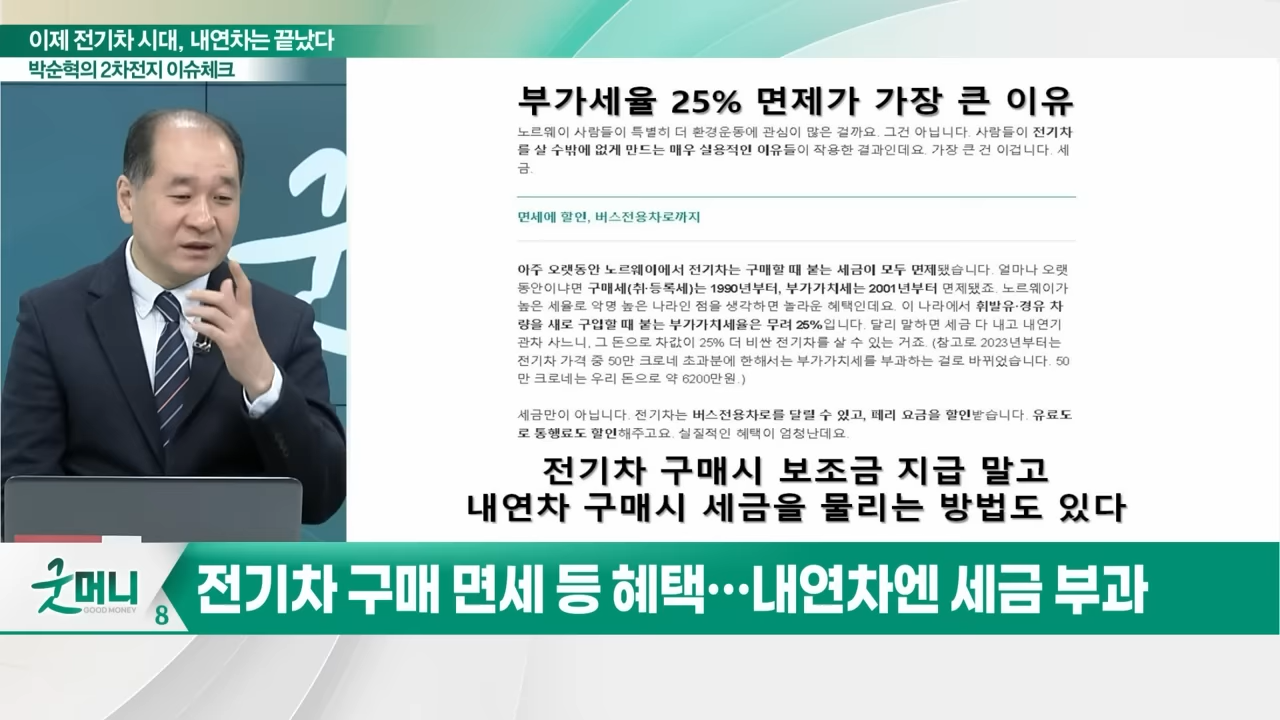 이제 전기차 시대, 내연차는 끝났다
박순혁의 2차전지 이슈체크
부가세율 25% 면제가 가장 큰 이유
노르웨이 사람들이 특별히 더 환경운동에 관심이 많은 걸까요. 그건 아닙니다. 사람들이 전기차
를 살 수밖에 없게 만드는 매우 실용적인 이유들이 작용한 결과인데요. 가장 큰 건 이겁니다. 세
금.
면세에 할인, 버스전용차로까지
아주 오랫동안 노르웨이에서 전기차는 구매할 때 붙는 세금이 모두 면제됐습니다. 얼마나 오랫
동안이냐면 구매세(취·등록세)는 1990년부터, 부가가치세는 2001년부터 면제됐죠. 노르웨이가
높은 세율로 악명 높은 나라인 점을 생각하면 놀라운 혜택인데요. 이 나라에서 휘발유·경유 차
량을 새로 구입할 때 붙는 부가가치세율은 무려 25%입니다. 달리 말하면 세금 다 내고 내연기
관차 사느니, 그 돈으로 차값이 25% 더 비싼 전기차를 살 수 있는 거죠. (참고로 2023년부터는
전기차 가격 중 50만 크로네 초과분에 한해서는 부가가치세를 부과하는 걸로 바뀌었습니다. 50
만 크로네는 우리 돈으로 약 6200만원.)
세금만이 아닙니다. 전기차는 버스전용차로를 달릴 수 있고, 페리 요금을 할인받습니다. 유료도
로 통행료도 할인해주고요. 실질적인 혜택이 엄청난데요.
전기차 구매시 보조금 지급 말고
내연차 구매시 세금을 물리는 방법도 있다
굿머니
GOOD MONEY
8
전기차 구매 면세 등 혜택…내연차엔 세금 부과